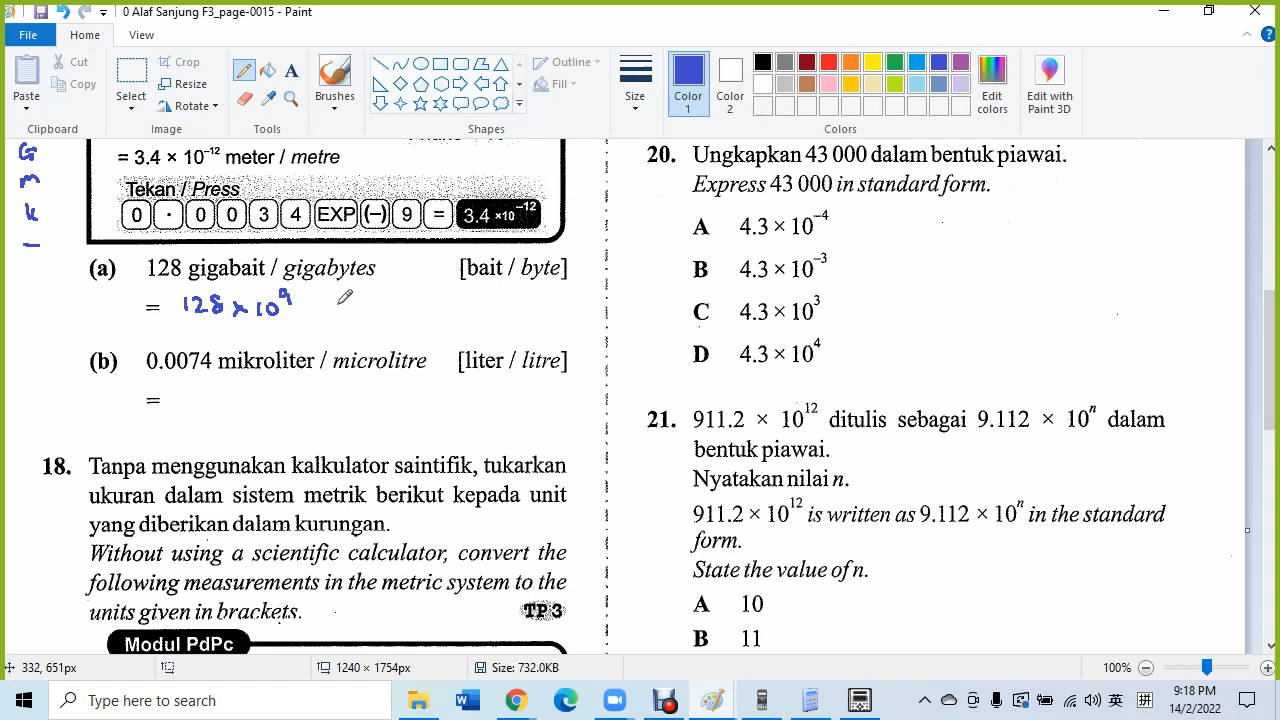 0 Alaf Sanjung F3_page-0015 - Paint
File
Home
View
Paste
Cut
Copy
Clipboard
Select
Crop
Resize
Rotate
Image
A
Tools
Brushes
Outline
Fill
Shapes
Size
Color 1
Color 2
Edit colors
Edit with Paint 3D
Colors
G
m
k
1
= 3.4 × 10⁻¹² meter / metre
Tekan / Press
0 · 0 0 3 4 EXP (–) 9 = 3.4 ×10⁻¹²
(a) 128 gigabait / gigabytes [bait / byte]
= 128 × 10⁹
(b) 0.0074 mikroliter / microlitre [liter / litre]
=
18. Tanpa menggunakan kalkulator saintifik, tukarkan
ukuran dalam sistem metrik berikut kepada unit
yang diberikan dalam kurungan.
Without using a scientific calculator, convert the
following measurements in the metric system to the
units given in brackets.
TP 3
Modul PdPc
20. Ungkapkan 43 000 dalam bentuk piawai.
Express 43 000 in standard form.
A 4.3 × 10⁻⁴
B 4.3 × 10⁻³
C 4.3 × 10³
D 4.3 × 10⁴
21. 911.2 × 10¹² ditulis sebagai 9.112 × 10ⁿ dalam
bentuk piawai.
Nyatakan nilai n.
911.2 × 10¹² is written as 9.112 × 10ⁿ in the standard
form.
State the value of n.
A 10
B 11
332, 651px
1240 × 1754px
Size: 732.0KB
100%
Type here to search
英
拼
9:18 PM
14/2/2022